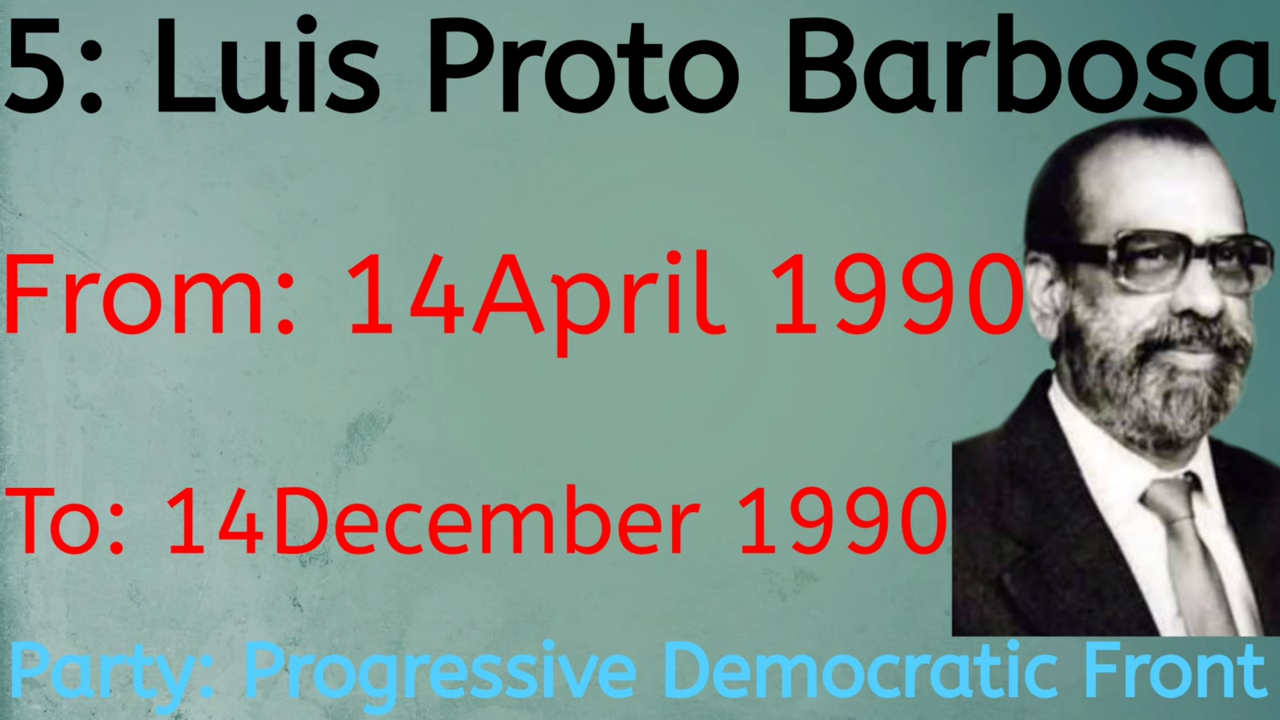 5: Luis Proto Barbosa
From: 14April 1990
To: 14December 1990
Party: Progressive Democratic Front